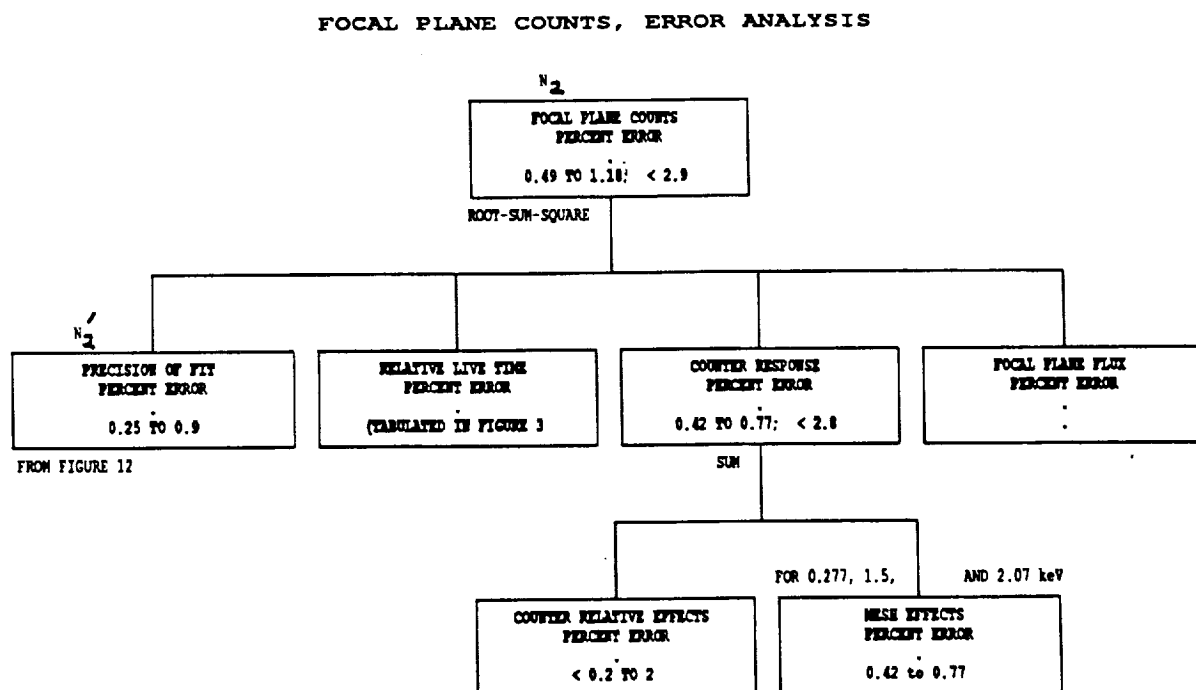 FOCAL PLANE COUNTS, ERROR ANALYSIS
N2
FOCAL PLANE COUNTS
PERCENT ERROR
0.49 TO 1.18; < 2.9
ROOT-SUM-SQUARE
N2'
PRECISION OF FIT
PERCENT ERROR
0.25 TO 0.9
FROM FIGURE 12
RELATIVE LIVE TIME
PERCENT ERROR
(TABULATED IN FIGURE 3
COUNTER RESPONSE
PERCENT ERROR
0.42 TO 0.77; < 2.8
SUM
FOCAL PLANE FLUX
PERCENT ERROR
FOR 0.277, 1.5, AND 2.07 keV
COUNTER RELATIVE EFFECTS
PERCENT ERROR
< 0.2 TO 2
MESH EFFECTS
PERCENT ERROR
0.42 to 0.77